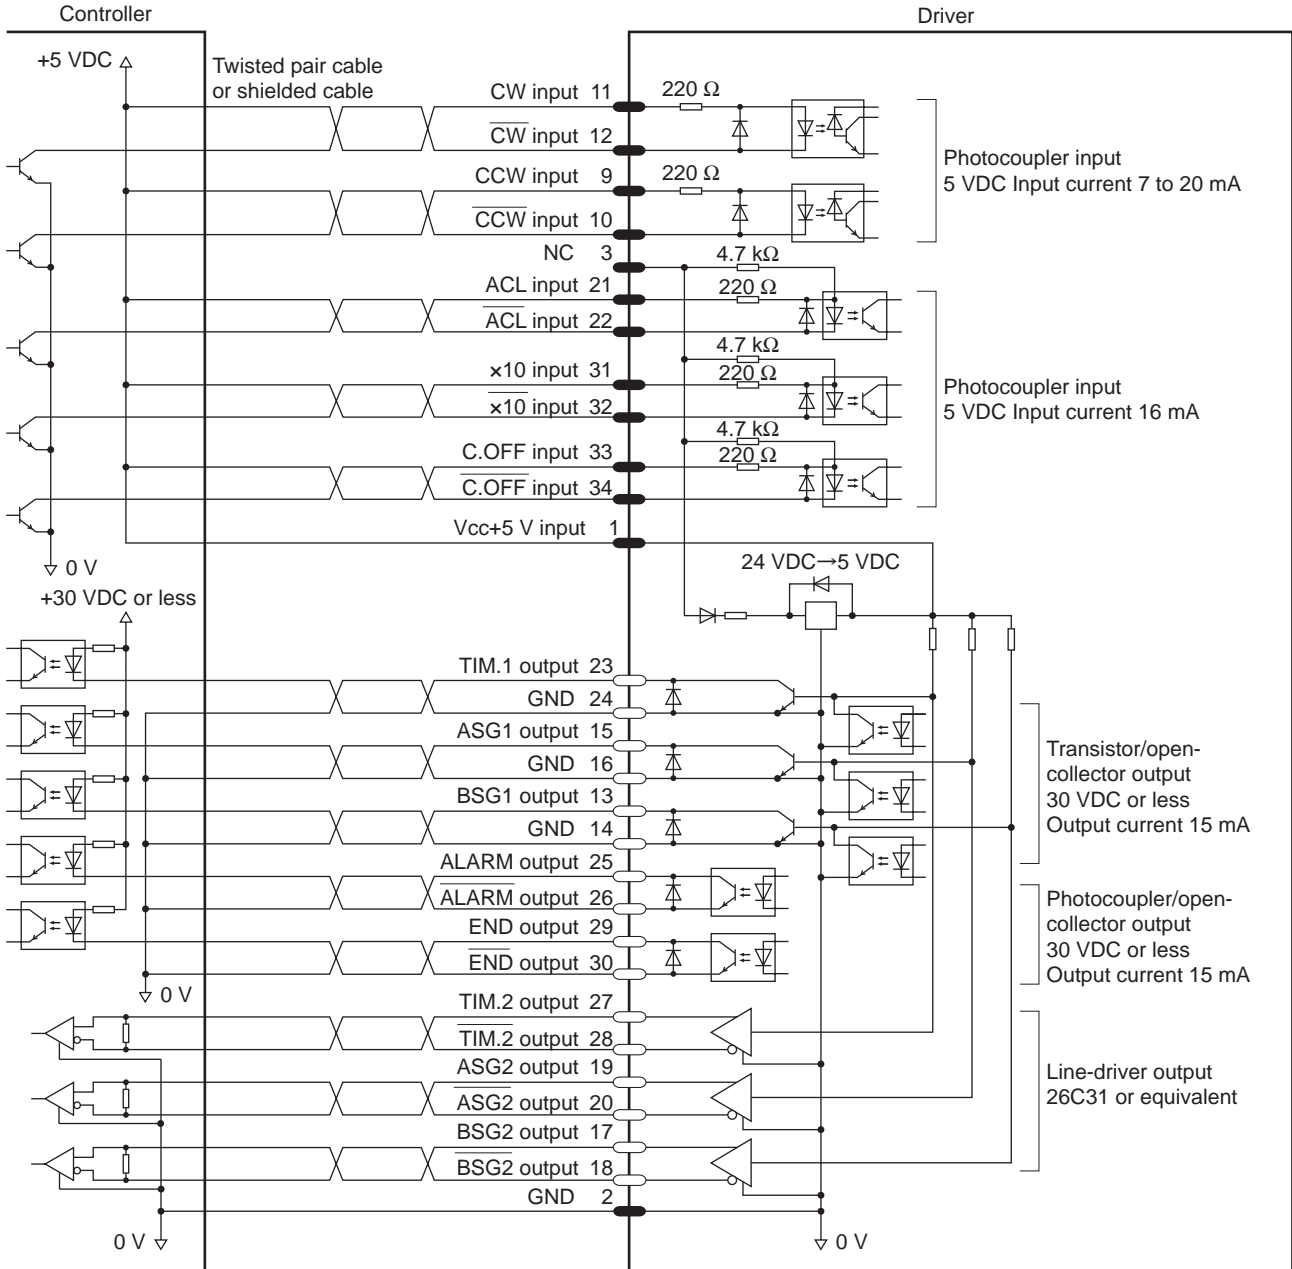 Controller
Driver
+5 VDC
Twisted pair cable
or shielded cable
CW input 11
220 Ω
CW input 12
CCW input 9
220 Ω
CCW input 10
Photocoupler input
5 VDC Input current 7 to 20 mA
NC 3
4.7 kΩ
ACL input 21
220 Ω
ACL input 22
4.7 kΩ
×10 input 31
220 Ω
×10 input 32
Photocoupler input
5 VDC Input current 16 mA
4.7 kΩ
C.OFF input 33
220 Ω
C.OFF input 34
Vcc+5 V input 1
0 V
24 VDC→5 VDC
+30 VDC or less
TIM.1 output 23
GND 24
ASG1 output 15
GND 16
BSG1 output 13
GND 14
Transistor/open-
collector output
30 VDC or less
Output current 15 mA
ALARM output 25
ALARM output 26
END output 29
END output 30
Photocoupler/open-
collector output
30 VDC or less
Output current 15 mA
0 V
TIM.2 output 27
TIM.2 output 28
ASG2 output 19
ASG2 output 20
BSG2 output 17
BSG2 output 18
GND 2
Line-driver output
26C31 or equivalent
0 V
0 V